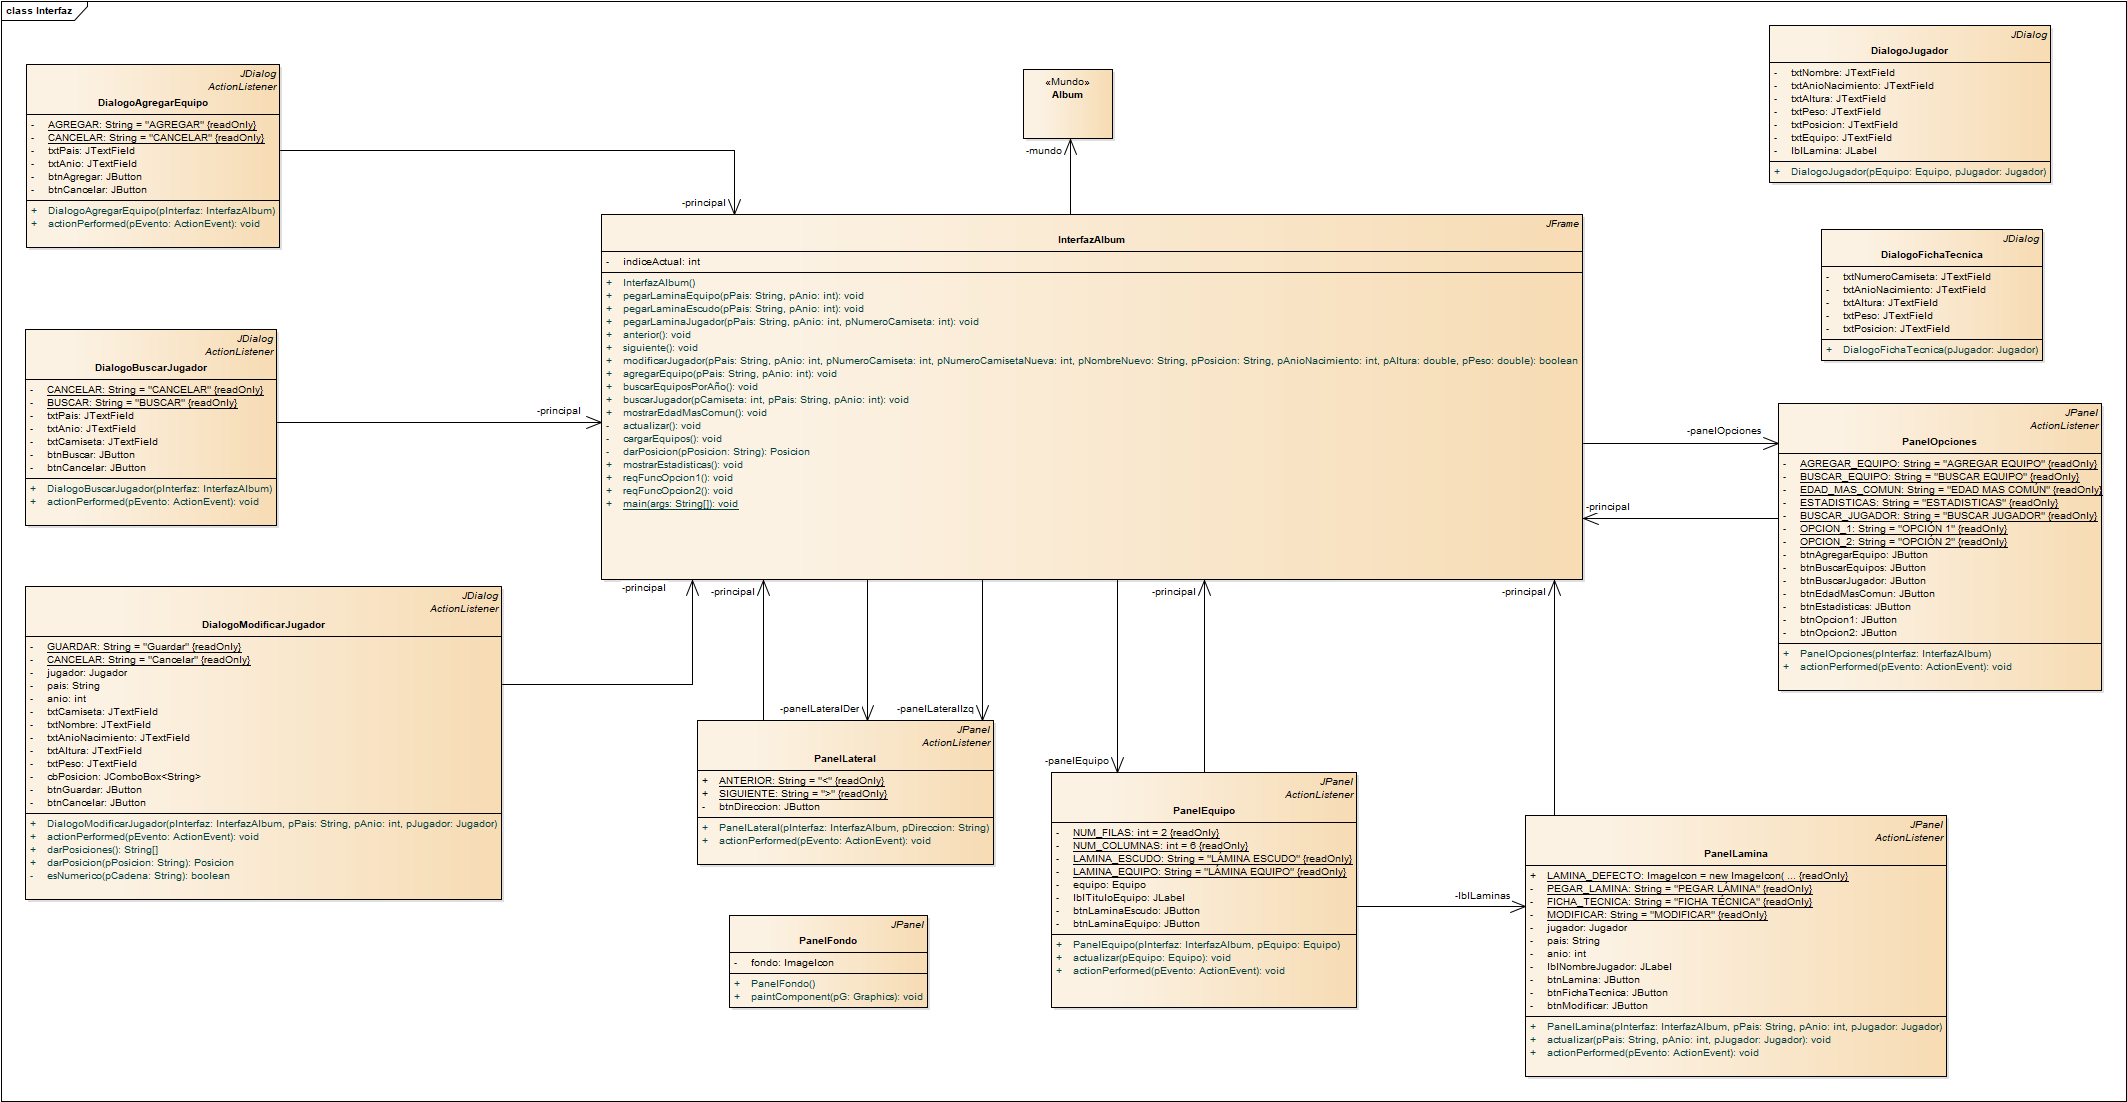 class Interfaz
JDialog
ActionListener
DialogoAgregarEquipo
- AGREGAR: String = "AGREGAR" {readOnly}
- CANCELAR: String = "CANCELAR" {readOnly}
- txtPais: JTextField
- txtAnio: JTextField
- btnAgregar: JButton
- btnCancelar: JButton
+ DialogoAgregarEquipo(pInterfaz: InterfazAlbum)
+ actionPerformed(pEvento: ActionEvent): void
-principal
«Mundo»
Album
-mundo
JDialog
DialogoJugador
- txtNombre: JTextField
- txtAnioNacimiento: JTextField
- txtAltura: JTextField
- txtPeso: JTextField
- txtPosicion: JTextField
- txtEquipo: JTextField
- lblLamina: JLabel
+ DialogoJugador(pEquipo: Equipo, pJugador: Jugador)
JFrame
InterfazAlbum
- indiceActual: int
+ InterfazAlbum()
+ pegarLaminaEquipo(pPais: String, pAnio: int): void
+ pegarLaminaEscudo(pPais: String, pAnio: int): void
+ pegarLaminaJugador(pPais: String, pAnio: int, pNumeroCamiseta: int): void
+ anterior(): void
+ siguiente(): void
+ modificarJugador(pPais: String, pAnio: int, pNumeroCamiseta: int, pNumeroCamisetaNueva: int, pNombreNuevo: String, pPosicion: String, pAnioNacimiento: int, pAltura: double, pPeso: double): boolean
+ agregarEquipo(pPais: String, pAnio: int): void
+ buscarEquiposPorAño(): void
+ buscarJugador(pCamiseta: int, pPais: String, pAnio: int): void
+ mostrarEdadMasComun(): void
- actualizar(): void
- cargarEquipos(): void
- darPosicion(pPosicion: String): Posicion
+ mostrarEstadisticas(): void
+ reqFuncOpcion1(): void
+ reqFuncOpcion2(): void
+ main(args: String[]): void
JDialog
DialogoFichaTecnica
- txtNumeroCamiseta: JTextField
- txtAnioNacimiento: JTextField
- txtAltura: JTextField
- txtPeso: JTextField
- txtPosicion: JTextField
+ DialogoFichaTecnica(pJugador: Jugador)
JDialog
ActionListener
DialogoBuscarJugador
- CANCELAR: String = "CANCELAR" {readOnly}
- BUSCAR: String = "BUSCAR" {readOnly}
- txtPais: JTextField
- txtAnio: JTextField
- txtCamiseta: JTextField
- btnBuscar: JButton
- btnCancelar: JButton
+ DialogoBuscarJugador(pInterfaz: InterfazAlbum)
+ actionPerformed(pEvento: ActionEvent): void
-principal
-panelOpciones
-principal
JPanel
ActionListener
PanelOpciones
- AGREGAR_EQUIPO: String = "AGREGAR EQUIPO" {readOnly}
- BUSCAR_EQUIPO: String = "BUSCAR EQUIPO" {readOnly}
- EDAD_MAS_COMUN: String = "EDAD MÁS COMÚN" {readOnly}
- ESTADISTICAS: String = "ESTADÍSTICAS" {readOnly}
- BUSCAR_JUGADOR: String = "BUSCAR JUGADOR" {readOnly}
- OPCION_1: String = "OPCIÓN 1" {readOnly}
- OPCION_2: String = "OPCIÓN 2" {readOnly}
- btnAgregarEquipo: JButton
- btnBuscarEquipos: JButton
- btnBuscarJugador: JButton
- btnEdadMasComun: JButton
- btnEstadisticas: JButton
- btnOpcion1: JButton
- btnOpcion2: JButton
+ PanelOpciones(pInterfaz: InterfazAlbum)
+ actionPerformed(pEvento: ActionEvent): void
JDialog
ActionListener
DialogoModificarJugador
- GUARDAR: String = "Guardar" {readOnly}
- CANCELAR: String = "Cancelar" {readOnly}
- jugador: Jugador
- pais: String
- anio: int
- txtCamiseta: JTextField
- txtNombre: JTextField
- txtAnioNacimiento: JTextField
- txtAltura: JTextField
- txtPeso: JTextField
- cbPosicion: JComboBox<String>
- btnGuardar: JButton
- btnCancelar: JButton
+ DialogoModificarJugador(pInterfaz: InterfazAlbum, pPais: String, pAnio: int, pJugador: Jugador)
+ actionPerformed(pEvento: ActionEvent): void
+ darPosiciones(): String[]
+ darPosicion(pPosicion: String): Posicion
- esNumerico(pCadena: String): boolean
-principal
-principal
-principal
-principal
-panelLateralDer
-panelLateralIzq
-panelEquipo
JPanel
ActionListener
PanelLateral
+ ANTERIOR: String = "<" {readOnly}
+ SIGUIENTE: String = ">" {readOnly}
- btnDireccion: JButton
+ PanelLateral(pInterfaz: InterfazAlbum, pDireccion: String)
+ actionPerformed(pEvento: ActionEvent): void
JPanel
PanelFondo
- fondo: ImageIcon
+ PanelFondo()
+ paintComponent(pG: Graphics): void
JPanel
ActionListener
PanelEquipo
- NUM_FILAS: int = 2 {readOnly}
- NUM_COLUMNAS: int = 6 {readOnly}
- LAMINA_ESCUDO: String = "LÁMINA ESCUDO" {readOnly}
- LAMINA_EQUIPO: String = "LÁMINA EQUIPO" {readOnly}
- equipo: Equipo
- lblTituloEquipo: JLabel
- btnLaminaEscudo: JButton
- btnLaminaEquipo: JButton
+ PanelEquipo(pInterfaz: InterfazAlbum, pEquipo: Equipo)
+ actualizar(pEquipo: Equipo): void
+ actionPerformed(pEvento: ActionEvent): void
-lblLaminas
JPanel
ActionListener
PanelLamina
+ LAMINA_DEFECTO: ImageIcon = new ImageIcon( ... {readOnly}
- PEGAR_LAMINA: String = "PEGAR LÁMINA" {readOnly}
- FICHA_TECNICA: String = "FICHA TÉCNICA" {readOnly}
- MODIFICAR: String = "MODIFICAR" {readOnly}
- jugador: Jugador
- pais: String
- anio: int
- lblNombreJugador: JLabel
- btnLamina: JButton
- btnFichaTecnica: JButton
- btnModificar: JButton
+ PanelLamina(pInterfaz: InterfazAlbum, pPais: String, pAnio: int, pJugador: Jugador)
+ actualizar(pPais: String, pAnio: int, pJugador: Jugador): void
+ actionPerformed(pEvento: ActionEvent): void